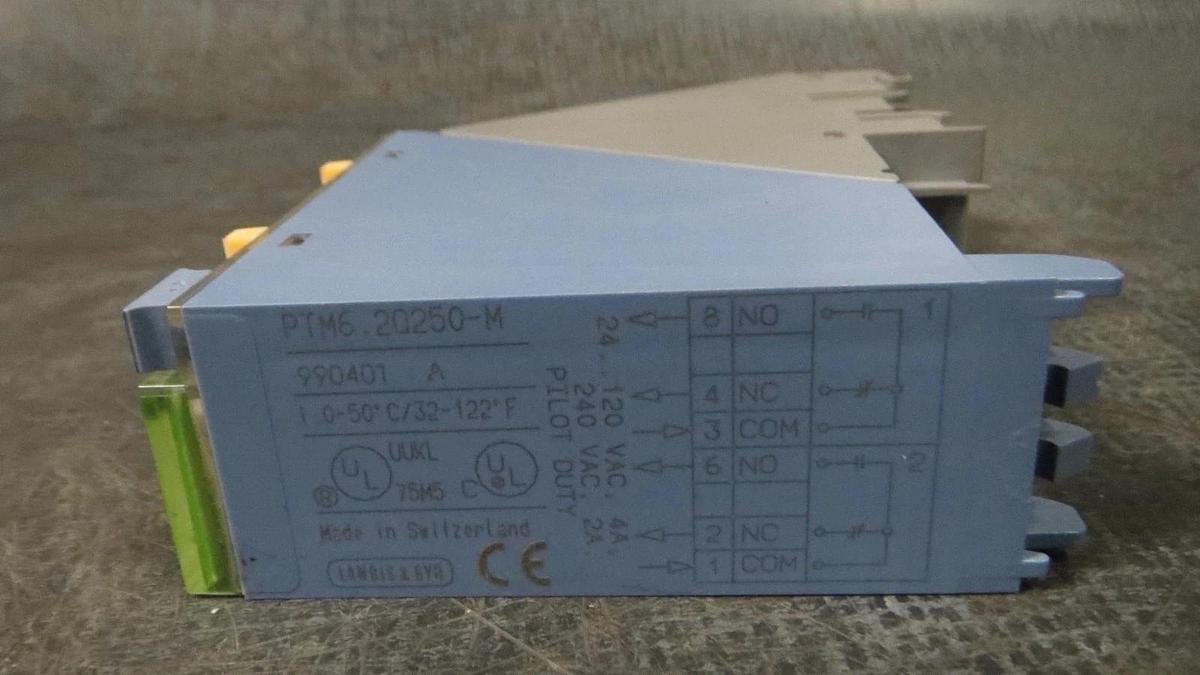 PTM6.2Q250-M
990401 A
0-50°C/32-122°F
UL
UUKL
75M5
C UL
®
Made in Switzerland
LANDIS & GYR
CE
24...120 VAC, 4A.
240 VAC, 2A.
PILOT DUTY
8 NO 1
4 NC
3 COM
6 NO 2
2 NC
1 COM